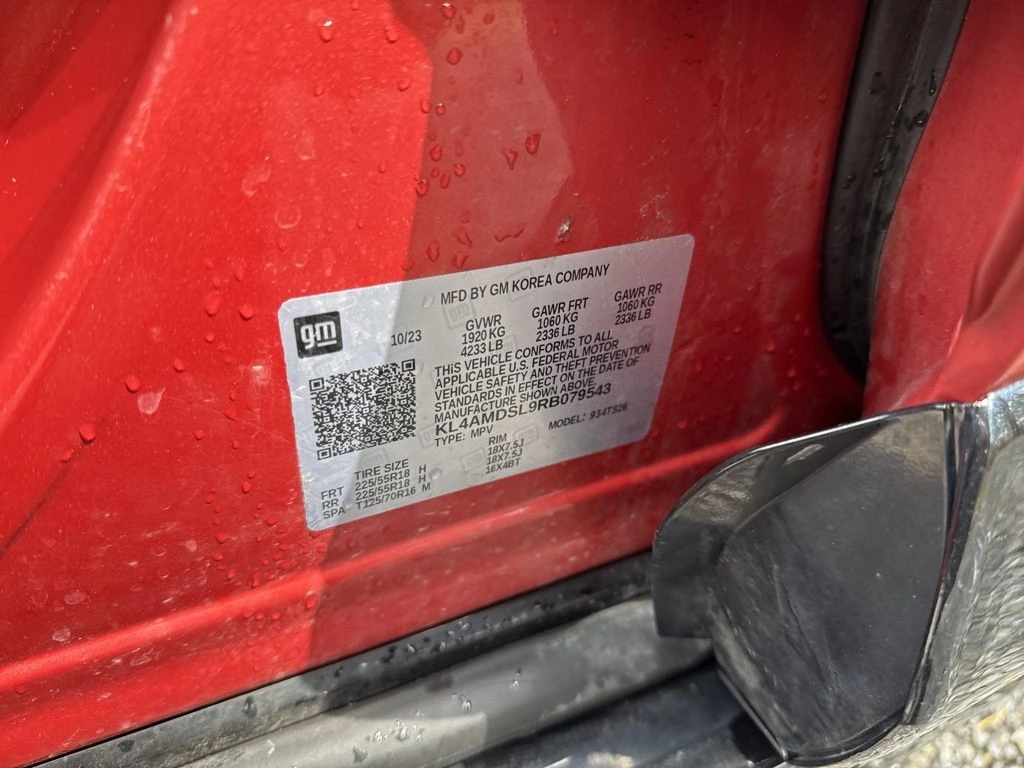 MFD BY GM KOREA COMPANY
gm
10/23
GVWR GAWR FRT GAWR RR
1920 KG 1060 KG 1060 KG
4233 LB 2336 LB 2336 LB
THIS VEHICLE CONFORMS TO ALL
APPLICABLE U.S. FEDERAL MOTOR
VEHICLE SAFETY AND THEFT PREVENTION
STANDARDS IN EFFECT ON THE DATE OF
MANUFACTURE SHOWN ABOVE.
KL4AMDSL9RB079543
TYPE: MPV MODEL: 934TS26
TIRE SIZE RIM
FRT 225/55R18 H 18X7.5J
RR 225/55R18 H 18X7.5J
SPA T125/70R16 M 16X4BT